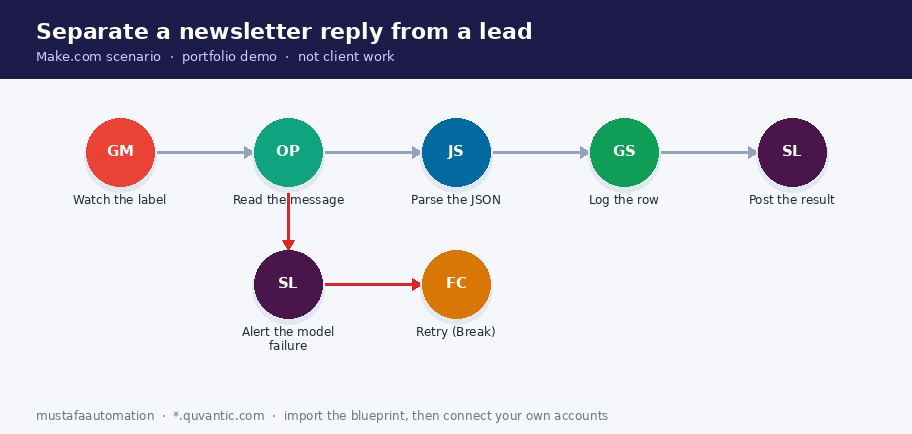 Separate a newsletter reply from a lead
Make.com scenario · portfolio demo · not client work
GM
OP
JS
GS
SL
Watch the label
Read the message
Parse the JSON
Log the row
Post the result
SL
FC
Alert the model
failure
Retry (Break)
mustafaautomation · *.quvantic.com · import the blueprint, then connect your own accounts